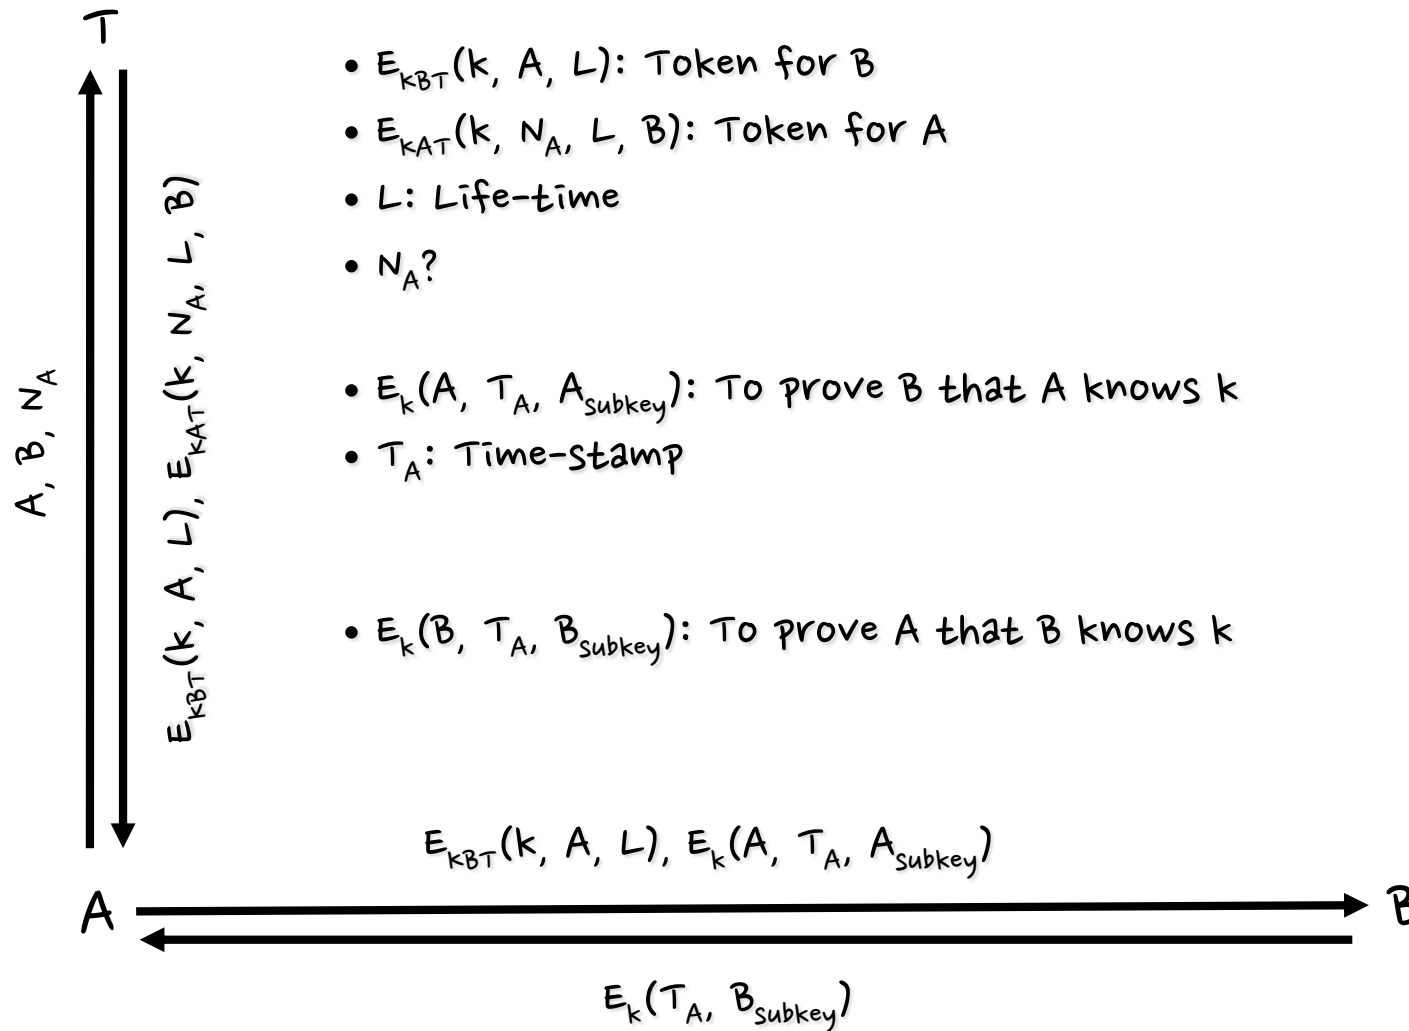 T
• E_kBT(k, A, L): Token for B
• E_kAT(k, N_A, L, B): Token for A
• L: Life-time
• N_A?
• E_k(A, T_A, A_subkey): To prove B that A knows k
• T_A: Time-stamp
• E_k(B, T_A, B_subkey): To prove A that B knows k
A, B, N_A
E_kBT(k, A, L), E_kAT(k, N_A, L, B)
E_kBT(k, A, L), E_k(A, T_A, A_subkey)
A
B
E_k(T_A, B_subkey)